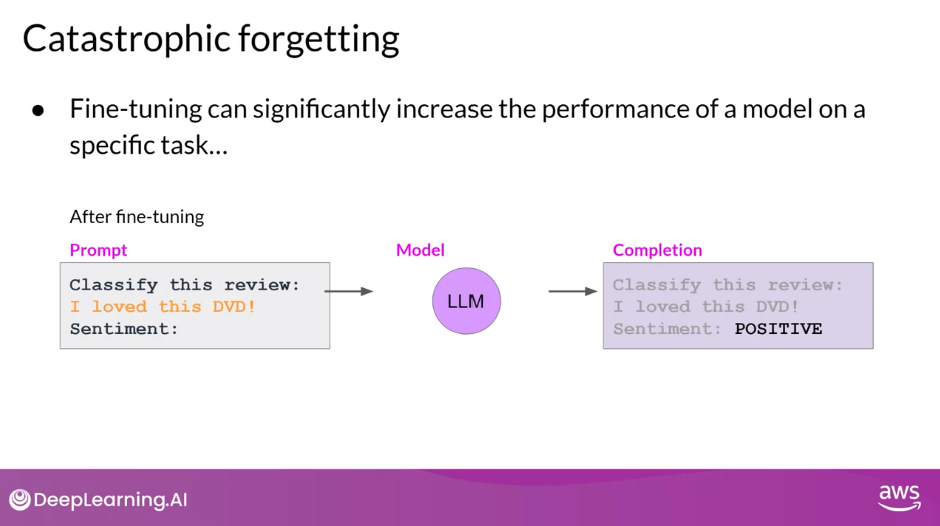 Catastrophic forgetting
● Fine-tuning can significantly increase the performance of a model on a
specific task...
After fine-tuning
Prompt
Classify this review:
I loved this DVD!
Sentiment:
Model
LLM
Completion
Classify this review:
I loved this DVD!
Sentiment: POSITIVE
DeepLearning.AI
aws